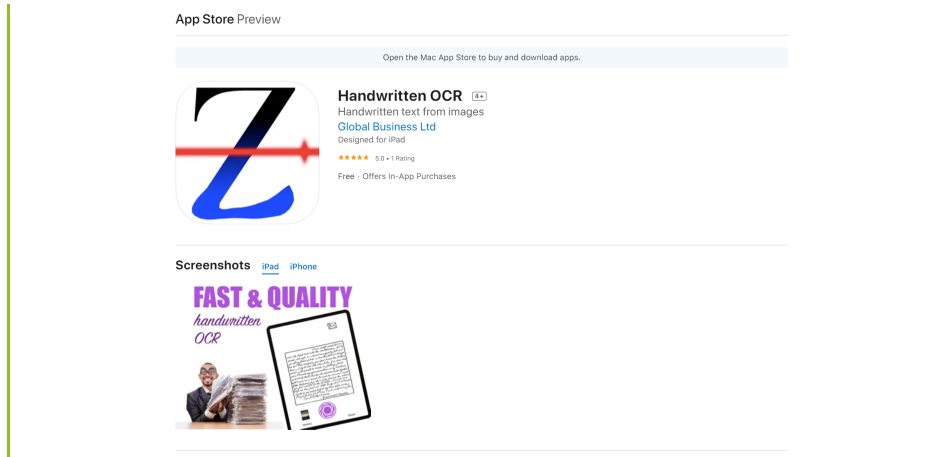 App Store Preview
Open the Mac App Store to buy and download apps.
Handwritten OCR 4+
Handwritten text from images
Global Business Ltd
Designed for iPad
★★★★★ 5.0 • 1 Rating
Free · Offers In-App Purchases
Screenshots iPad iPhone
FAST & QUALITY
handwritten
OCR